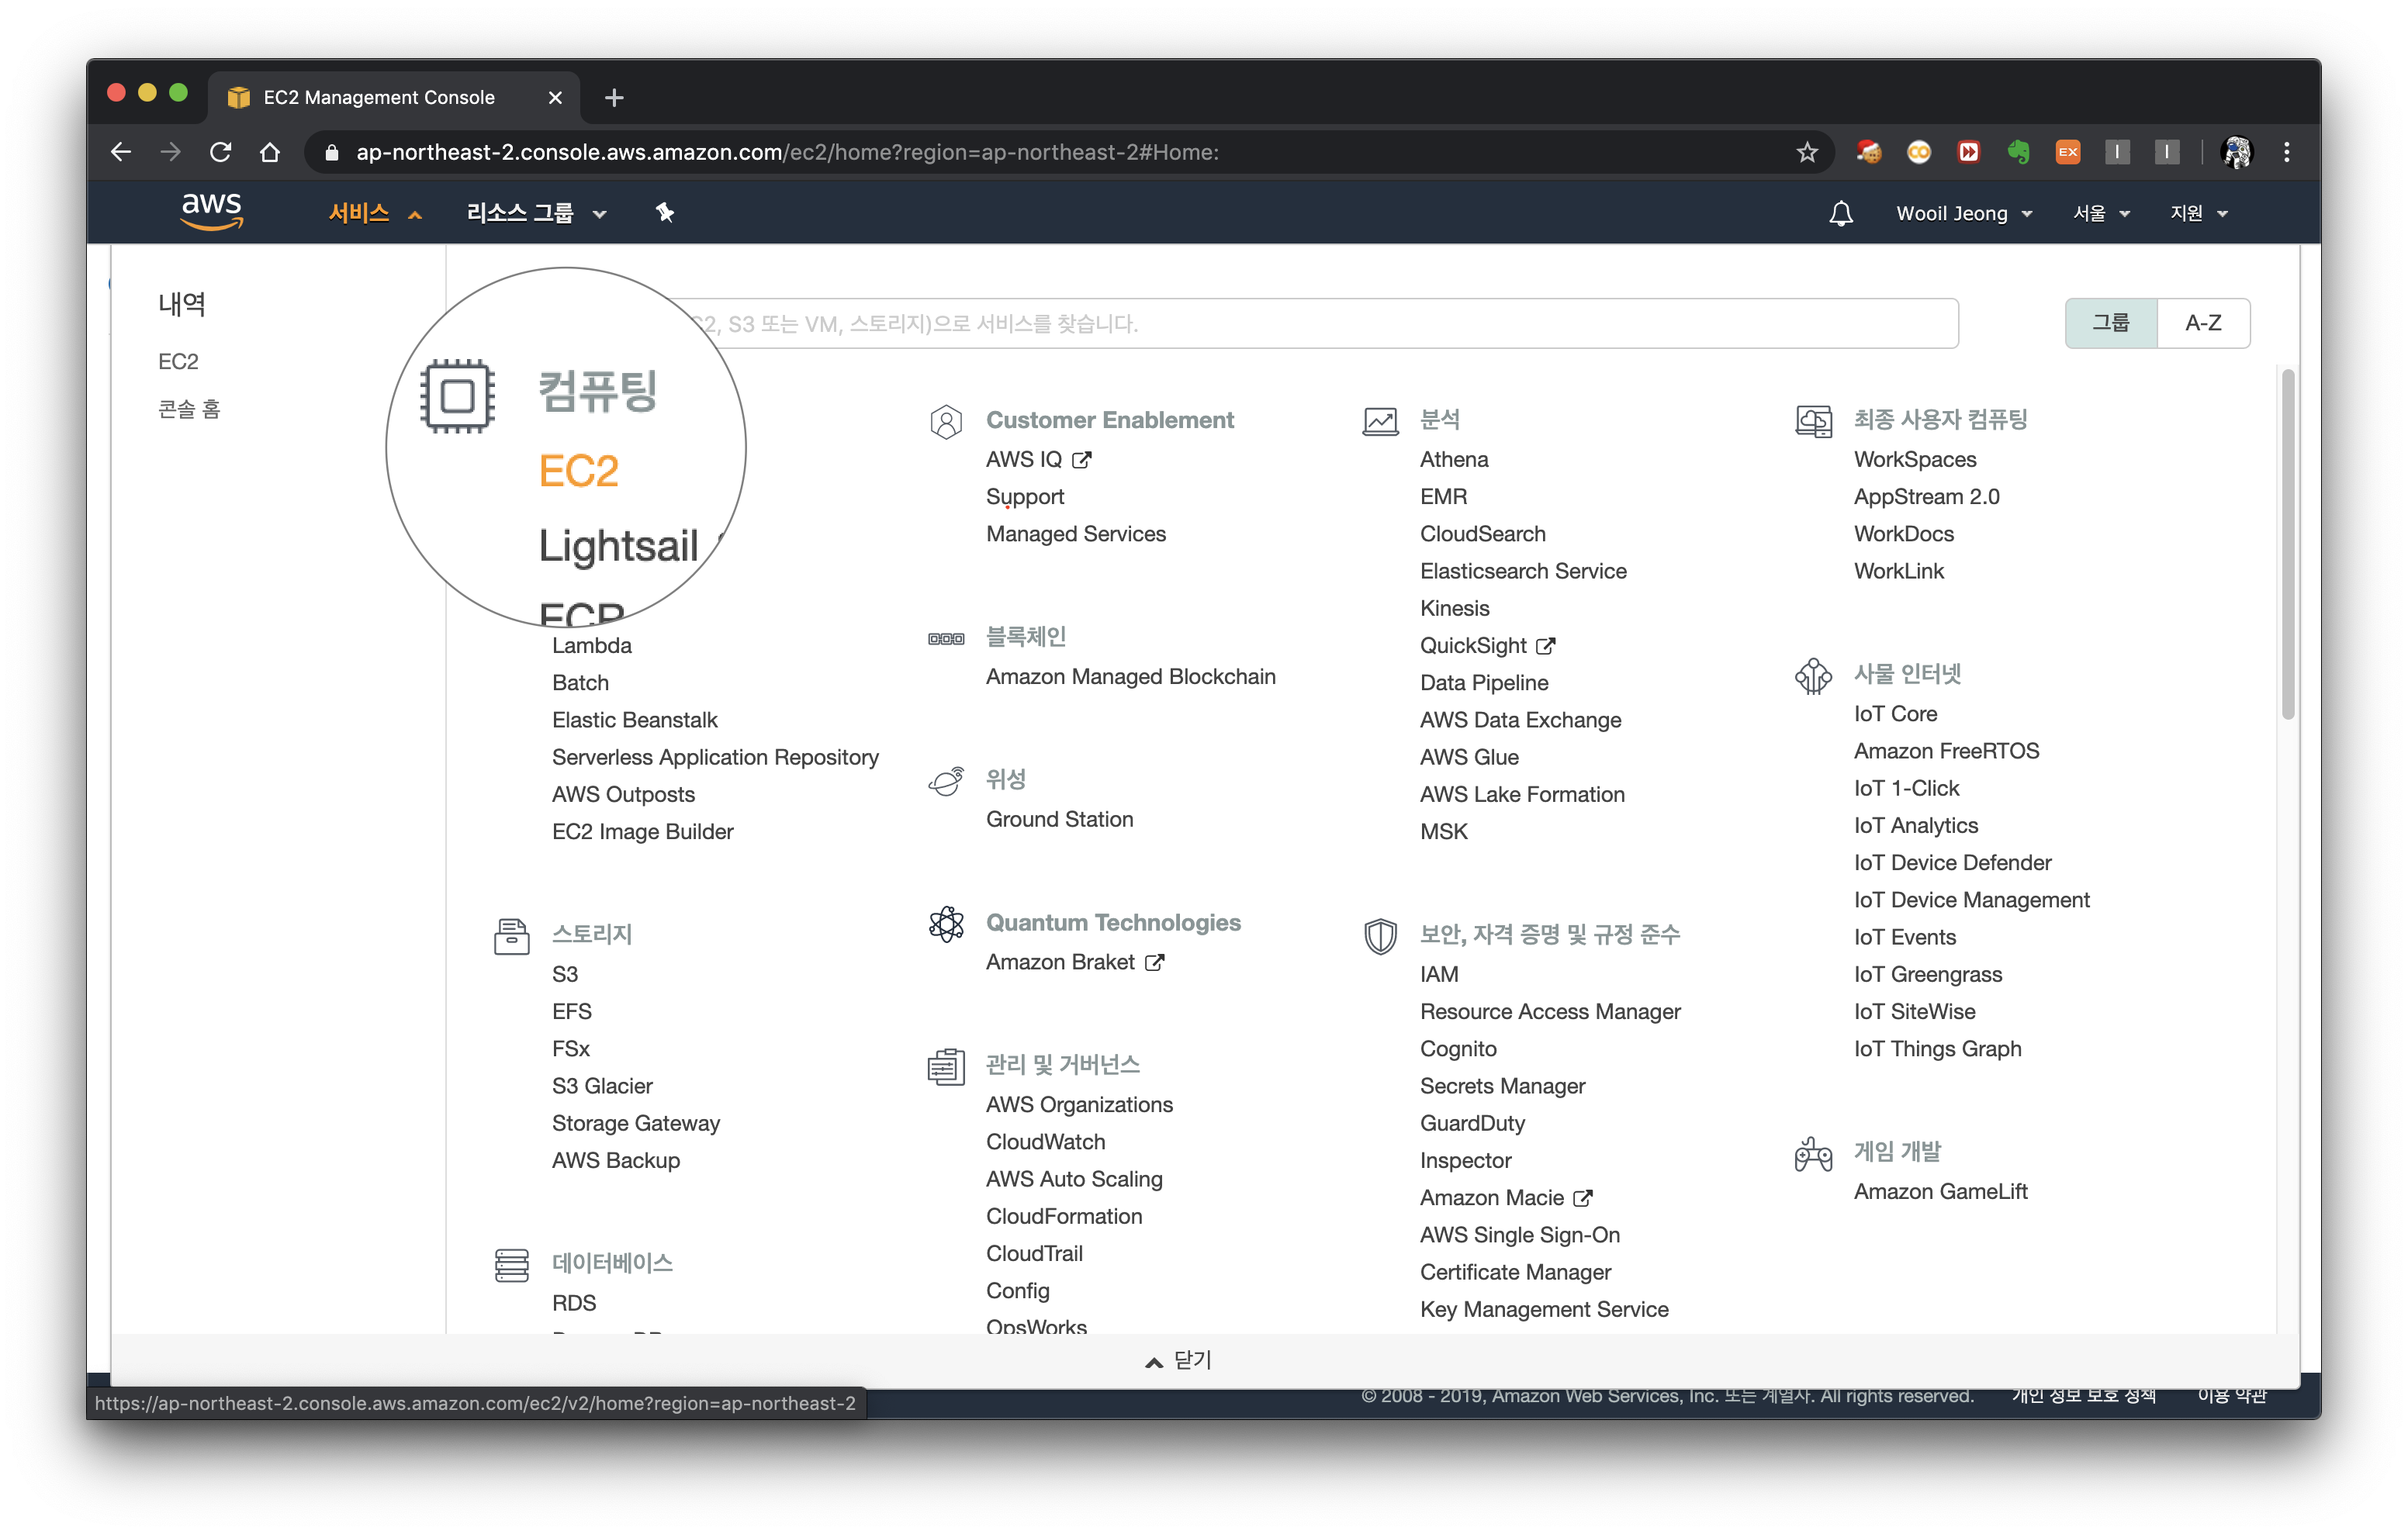 EC2 Management Console
ap-northeast-2.console.aws.amazon.com/ec2/home?region=ap-northeast-2#Home:
EX
aws
서비스
리소스 그룹
Wooil Jeong
서울
지원
내역
EC2
콘솔 홈
S3 또는 VM, 스토리지)으로 서비스를 찾습니다.
그룹
A-Z
컴퓨팅
EC2
Lightsail
Lambda
Batch
Elastic Beanstalk
Serverless Application Repository
AWS Outposts
EC2 Image Builder
스토리지
S3
EFS
FSx
S3 Glacier
Storage Gateway
AWS Backup
데이터베이스
RDS
Customer Enablement
AWS IQ
Support
Managed Services
블록체인
Amazon Managed Blockchain
위성
Ground Station
Quantum Technologies
Amazon Braket
관리 및 거버넌스
AWS Organizations
CloudWatch
AWS Auto Scaling
CloudFormation
CloudTrail
Config
OpsWorks
분석
Athena
EMR
CloudSearch
Elasticsearch Service
Kinesis
QuickSight
Data Pipeline
AWS Data Exchange
AWS Glue
AWS Lake Formation
MSK
보안, 자격 증명 및 규정 준수
IAM
Resource Access Manager
Cognito
Secrets Manager
GuardDuty
Inspector
Amazon Macie
AWS Single Sign-On
Certificate Manager
Key Management Service
최종 사용자 컴퓨팅
WorkSpaces
AppStream 2.0
WorkDocs
WorkLink
사물 인터넷
IoT Core
Amazon FreeRTOS
IoT 1-Click
IoT Analytics
IoT Device Defender
IoT Device Management
IoT Events
IoT Greengrass
IoT SiteWise
IoT Things Graph
게임 개발
Amazon GameLift
닫기
https://ap-northeast-2.console.aws.amazon.com/ec2/v2/home?region=ap-northeast-2
© 2008 - 2019, Amazon Web Services, Inc. 또는 계열사. All rights reserved.
개인 정보 보호 정책
이용 약관